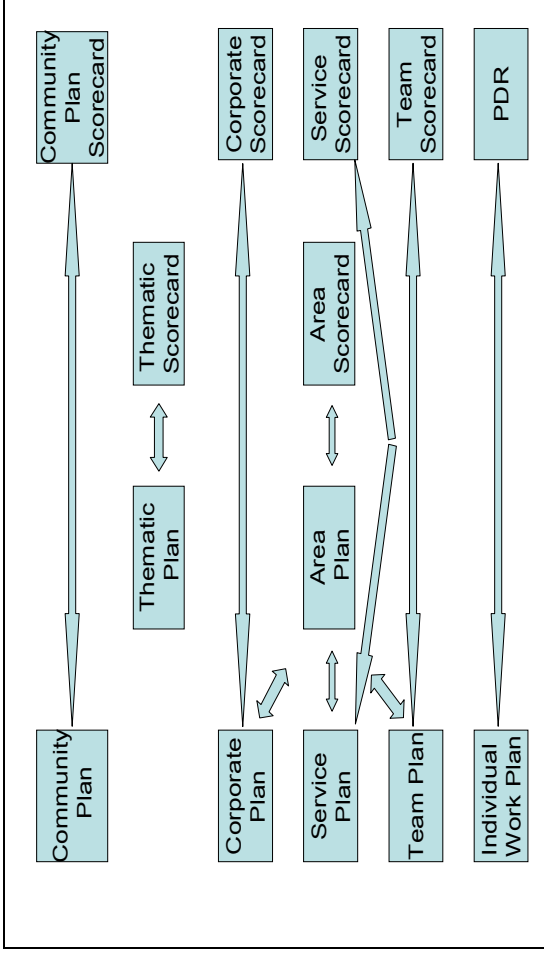 Community
Plan
Community
Plan
Scorecard
Thematic
Plan
Thematic
Scorecard
Corporate
Plan
Corporate
Scorecard
Service
Plan
Area
Plan
Area
Scorecard
Service
Scorecard
Team Plan
Team
Scorecard
Individual
Work Plan
PDR